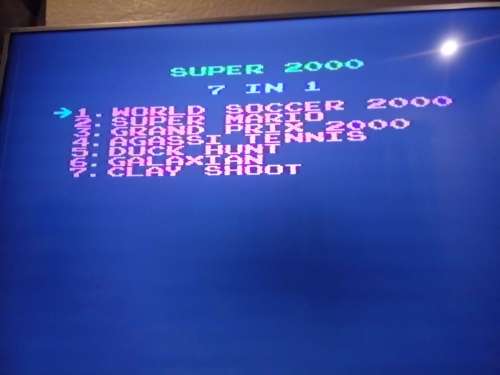 SUPER 2000
7 IN 1
1. WORLD SOCCER 2000
2. SUPER MARIO
3. GRAND PRIX 2000
4. AGASSI TENNIS
5. DUCK HUNT
6. GALAXIAN
7. CLAY SHOOT